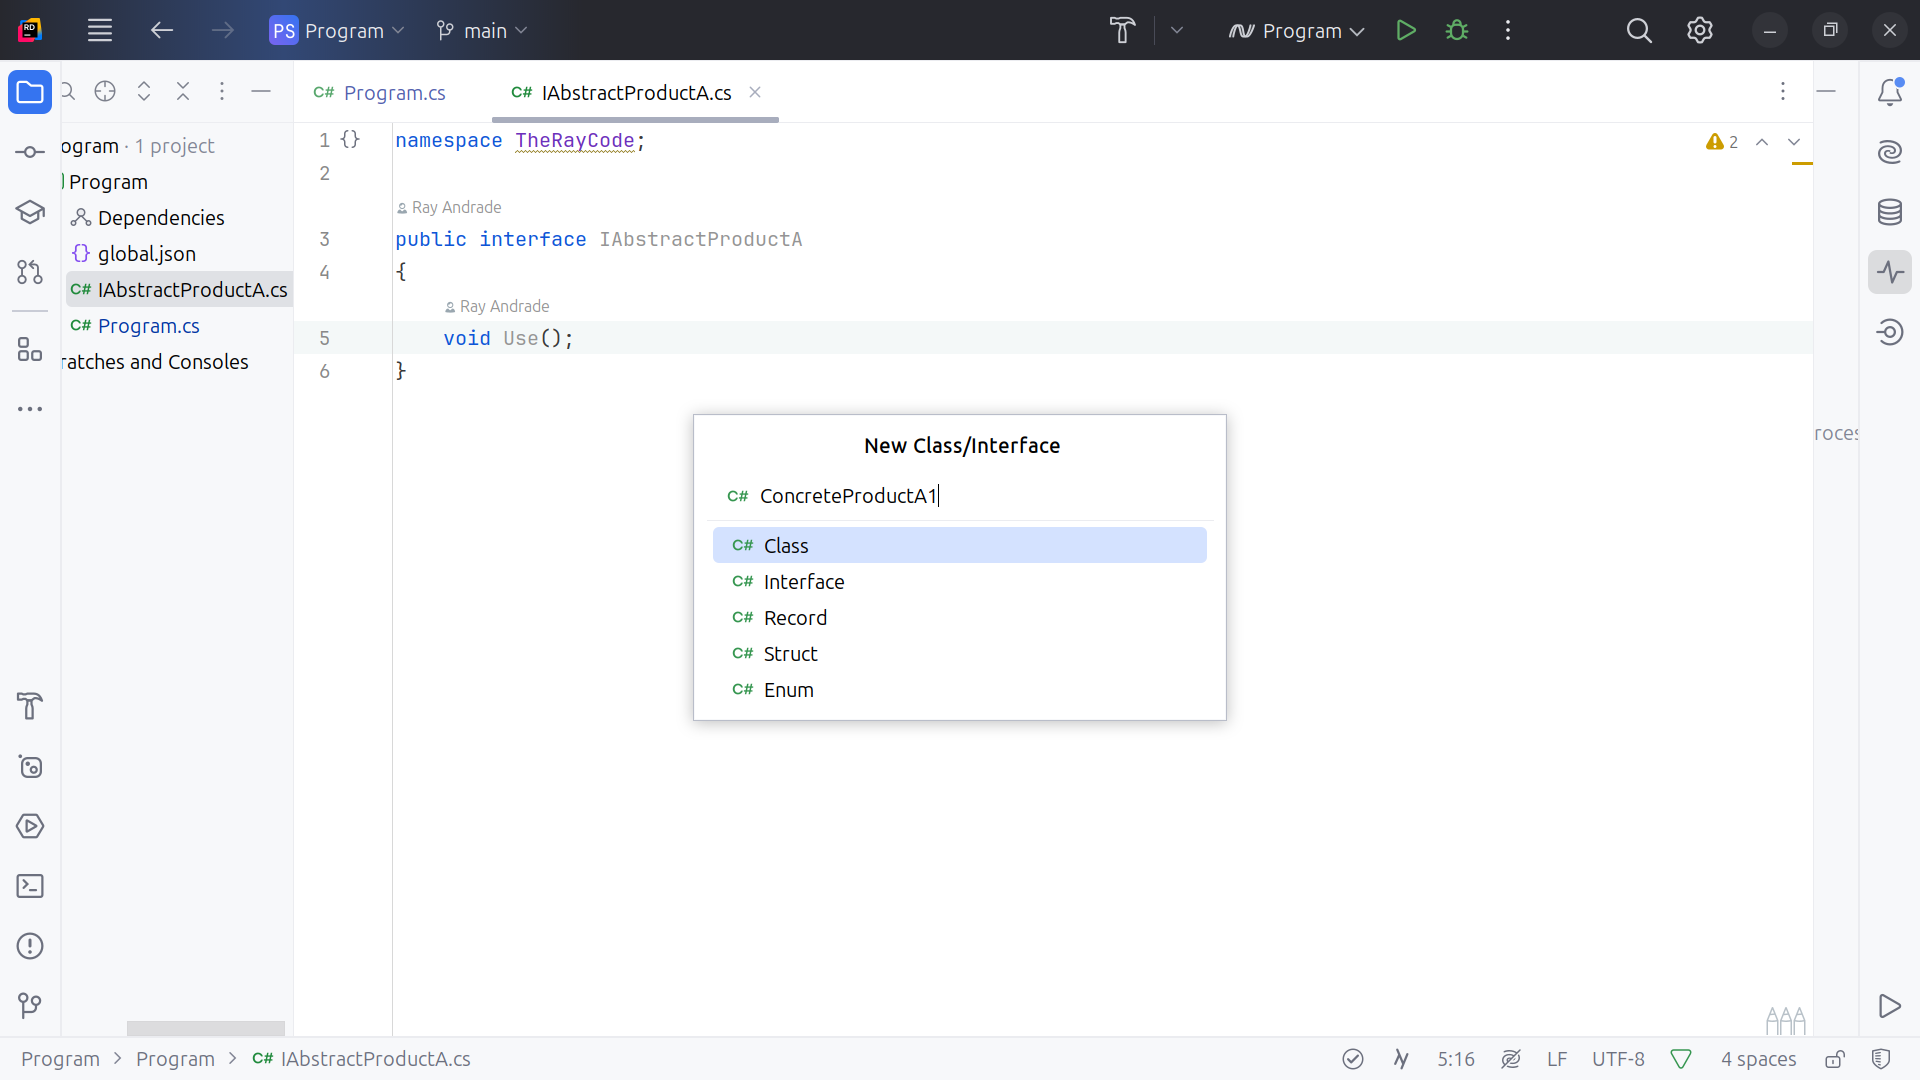 PS Program main Program
ogram · 1 project
Program
Dependencies
global.json
C# IAbstractProductA.cs
C# Program.cs
ratches and Consoles
C# Program.cs C# IAbstractProductA.cs
1 {} namespace TheRayCode;
2
Ray Andrade
3 public interface IAbstractProductA
4 {
Ray Andrade
5 void Use();
6 }
2
roces
New Class/Interface
C# ConcreteProductA1
C# Class
C# Interface
C# Record
C# Struct
C# Enum
Program > Program > C# IAbstractProductA.cs
5:16 LF UTF-8 4 spaces